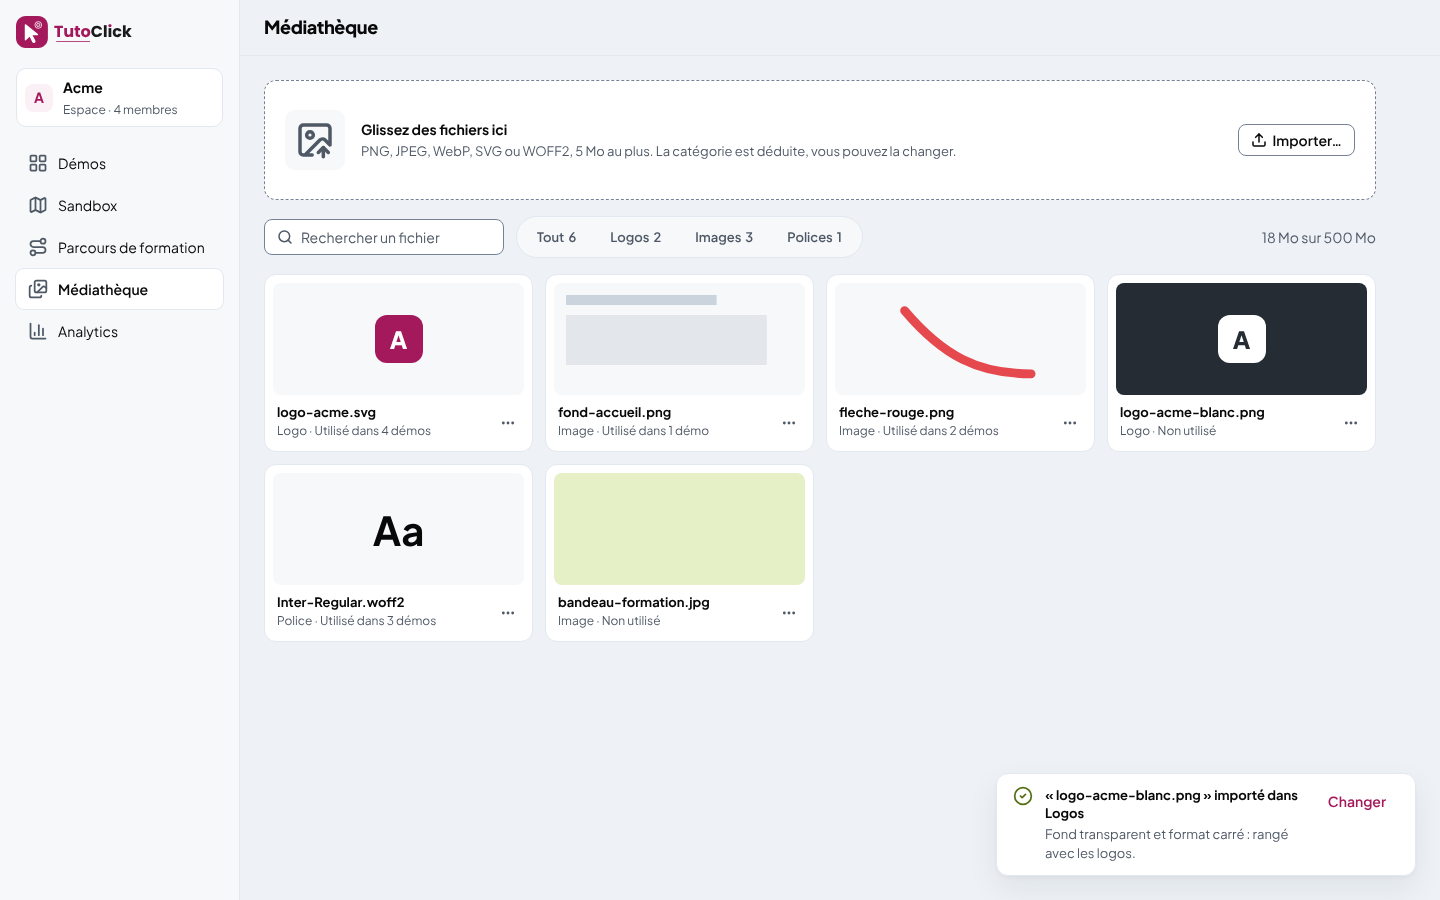 TutoClick
Médiathèque
A
Acme
Espace · 4 membres
Démos
Sandbox
Parcours de formation
Médiathèque
Analytics
Glissez des fichiers ici
PNG, JPEG, WebP, SVG ou WOFF2, 5 Mo au plus. La catégorie est déduite, vous pouvez la changer.
Importer...
Rechercher un fichier
Tout 6
Logos 2
Images 3
Polices 1
18 Mo sur 500 Mo
A
logo-acme.svg
Logo · Utilisé dans 4 démos
fond-accueil.png
Image · Utilisé dans 1 démo
fleche-rouge.png
Image · Utilisé dans 2 démos
A
logo-acme-blanc.png
Logo · Non utilisé
Aa
Inter-Regular.woff2
Police · Utilisé dans 3 démos
bandeau-formation.jpg
Image · Non utilisé
« logo-acme-blanc.png » importé dans
Logos
Fond transparent et format carré : rangé
avec les logos.
Changer